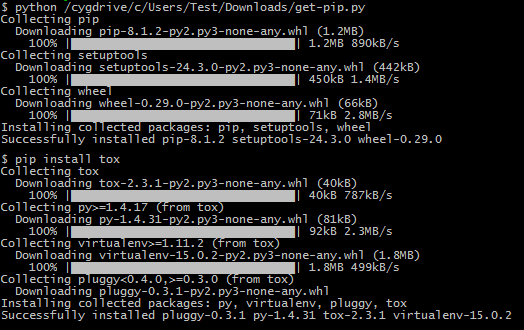 $ python /cygdrive/c/Users/Test/Downloads/get-pip.py
Collecting pip
  Downloading pip-8.1.2-py2.py3-none-any.whl (1.2MB)
    100% |████████████████████████████████| 1.2MB 890kB/s
Collecting setuptools
  Downloading setuptools-24.3.0-py2.py3-none-any.whl (442kB)
    100% |████████████████████████████████| 450kB 1.4MB/s
Collecting wheel
  Downloading wheel-0.29.0-py2.py3-none-any.whl (66kB)
    100% |████████████████████████████████| 71kB 2.8MB/s
Installing collected packages: pip, setuptools, wheel
Successfully installed pip-8.1.2 setuptools-24.3.0 wheel-0.29.0
$ pip install tox
Collecting tox
  Downloading tox-2.3.1-py2.py3-none-any.whl (40kB)
    100% |████████████████████████████████| 40kB 787kB/s
Collecting py>=1.4.17 (from tox)
  Downloading py-1.4.31-py2.py3-none-any.whl (81kB)
    100% |████████████████████████████████| 92kB 2.3MB/s
Collecting virtualenv>=1.11.2 (from tox)
  Downloading virtualenv-15.0.2-py2.py3-none-any.whl (1.8MB)
    100% |████████████████████████████████| 1.8MB 499kB/s
Collecting pluggy<0.4.0,>=0.3.0 (from tox)
  Downloading pluggy-0.3.1-py2.py3-none-any.whl
Installing collected packages: py, virtualenv, pluggy, tox
Successfully installed pluggy-0.3.1 py-1.4.31 tox-2.3.1 virtualenv-15.0.2